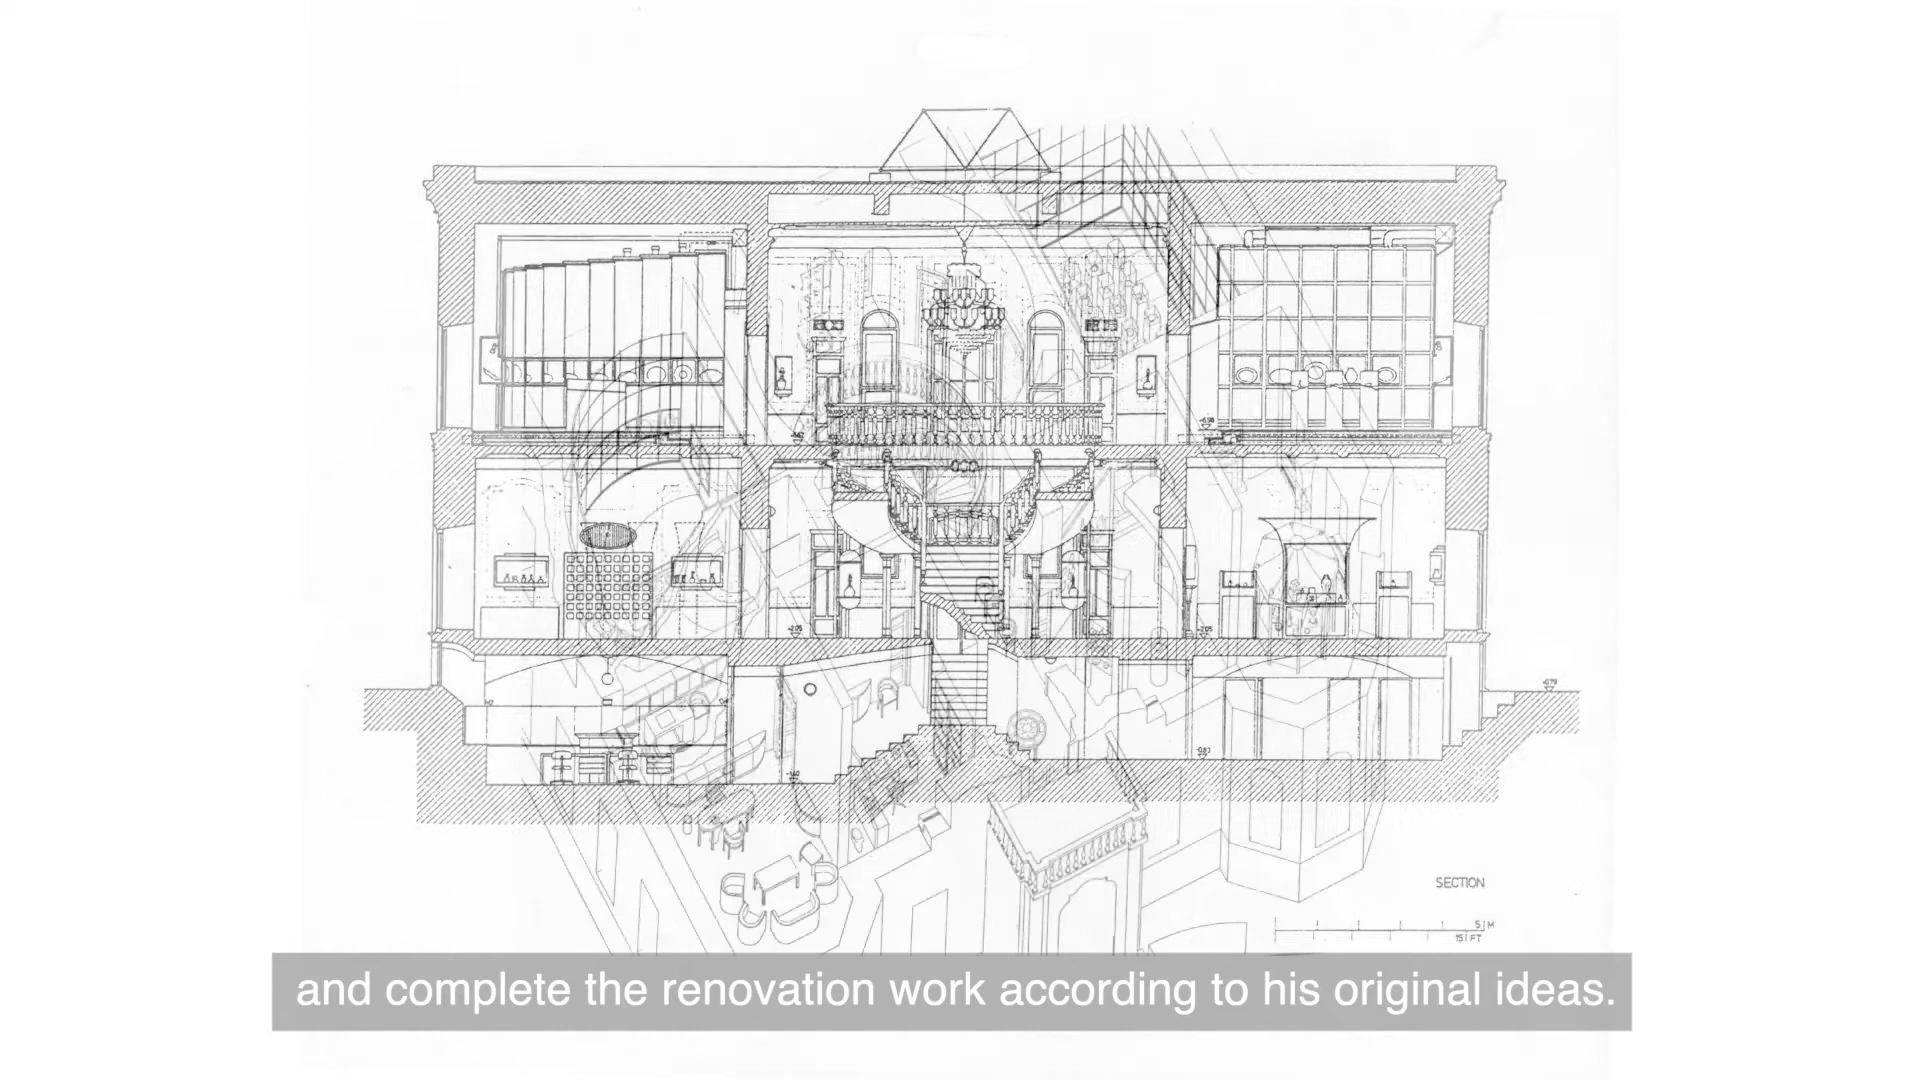 SECTION
5 M
15 FT
and complete the renovation work according to his original ideas.